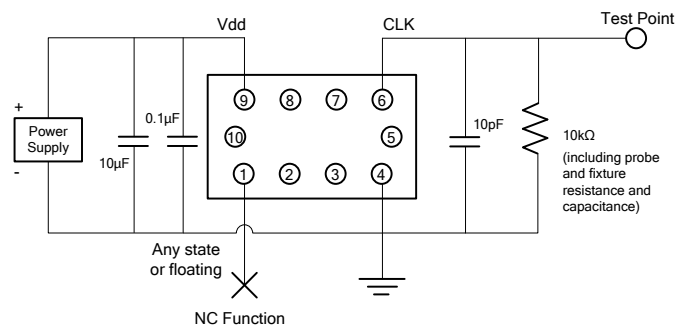 Test Point
Vdd
CLK
9
8
7
6
+
Power
Supply
-
10µF
0.1µF
10
5
10pF
10kΩ
(including probe
and fixture
resistance and
capacitance)
1
2
3
4
Any state
or floating
NC Function